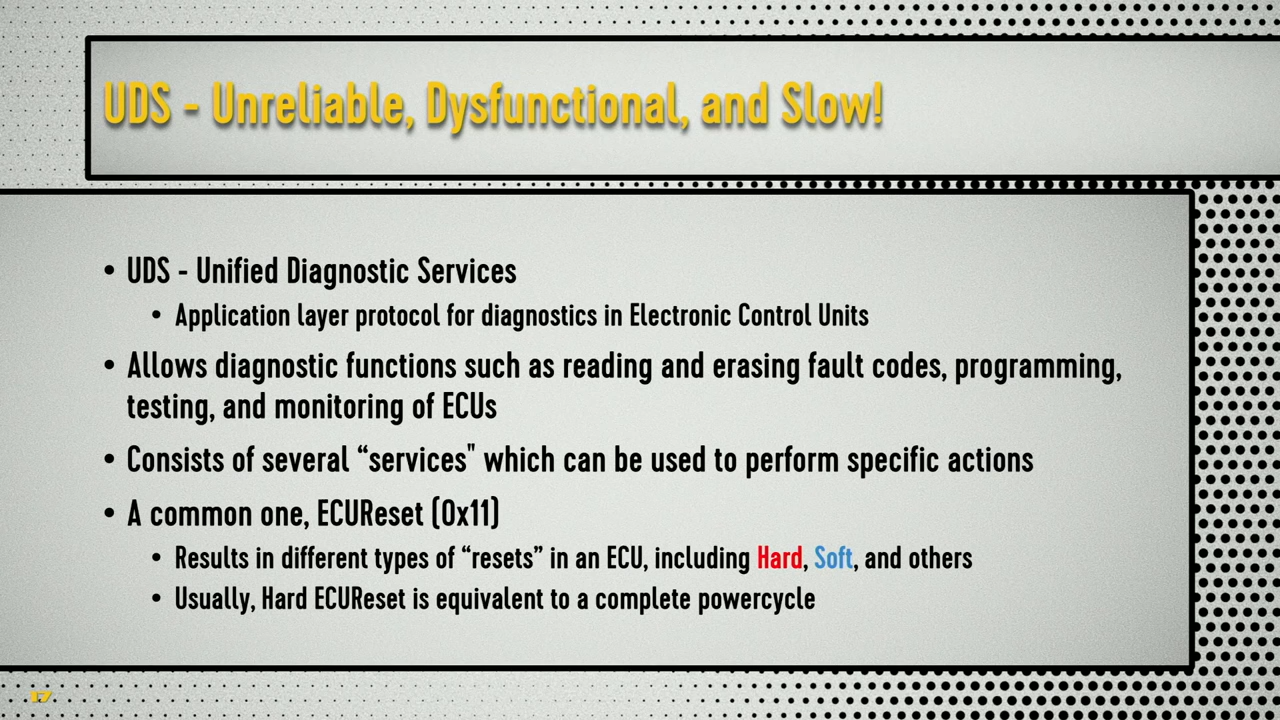 UDS - Unreliable, Dysfunctional, and Slow!
• UDS - Unified Diagnostic Services
• Application layer protocol for diagnostics in Electronic Control Units
• Allows diagnostic functions such as reading and erasing fault codes, programming,
testing, and monitoring of ECUs
• Consists of several “services" which can be used to perform specific actions
• A common one, ECUReset (0x11)
• Results in different types of “resets” in an ECU, including Hard, Soft, and others
• Usually, Hard ECUReset is equivalent to a complete powercycle
17